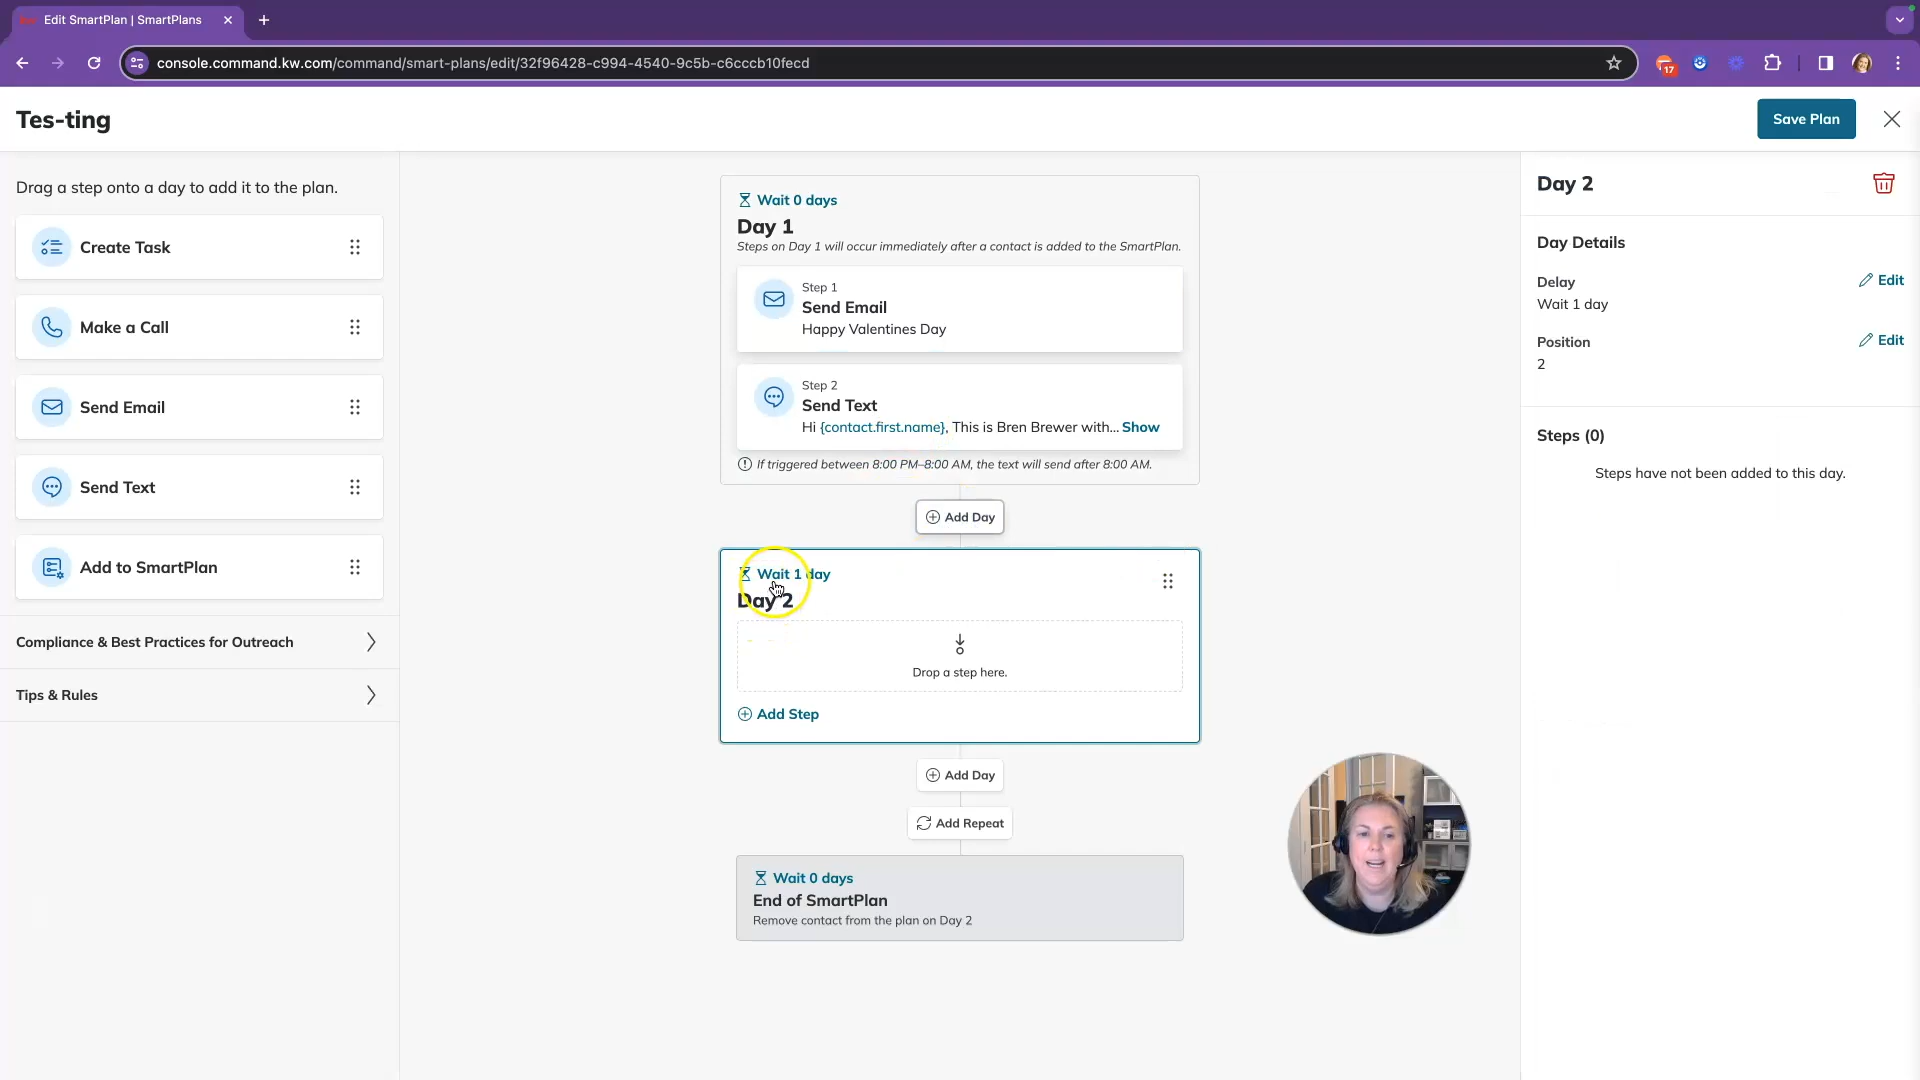 Edit SmartPlan | SmartPlans
console.command.kw.com/command/smart-plans/edit/32f96428-c994-4540-9c5b-c6cccb10fecd
17
Tes-ting
Save Plan
Drag a step onto a day to add it to the plan.
Create Task
Make a Call
Send Email
Send Text
Add to SmartPlan
Compliance & Best Practices for Outreach
Tips & Rules
Wait 0 days
Day 1
Steps on Day 1 will occur immediately after a contact is added to the SmartPlan.
Step 1
Send Email
Happy Valentines Day
Step 2
Send Text
Hi {contact.first.name}, This is Bren Brewer with... Show
If triggered between 8:00 PM–8:00 AM, the text will send after 8:00 AM.
Add Day
Wait 1 day
Day 2
Drop a step here.
Add Step
Add Day
Add Repeat
Wait 0 days
End of SmartPlan
Remove contact from the plan on Day 2
Day 2
Day Details
Delay
Edit
Wait 1 day
Position
Edit
2
Steps (0)
Steps have not been added to this day.